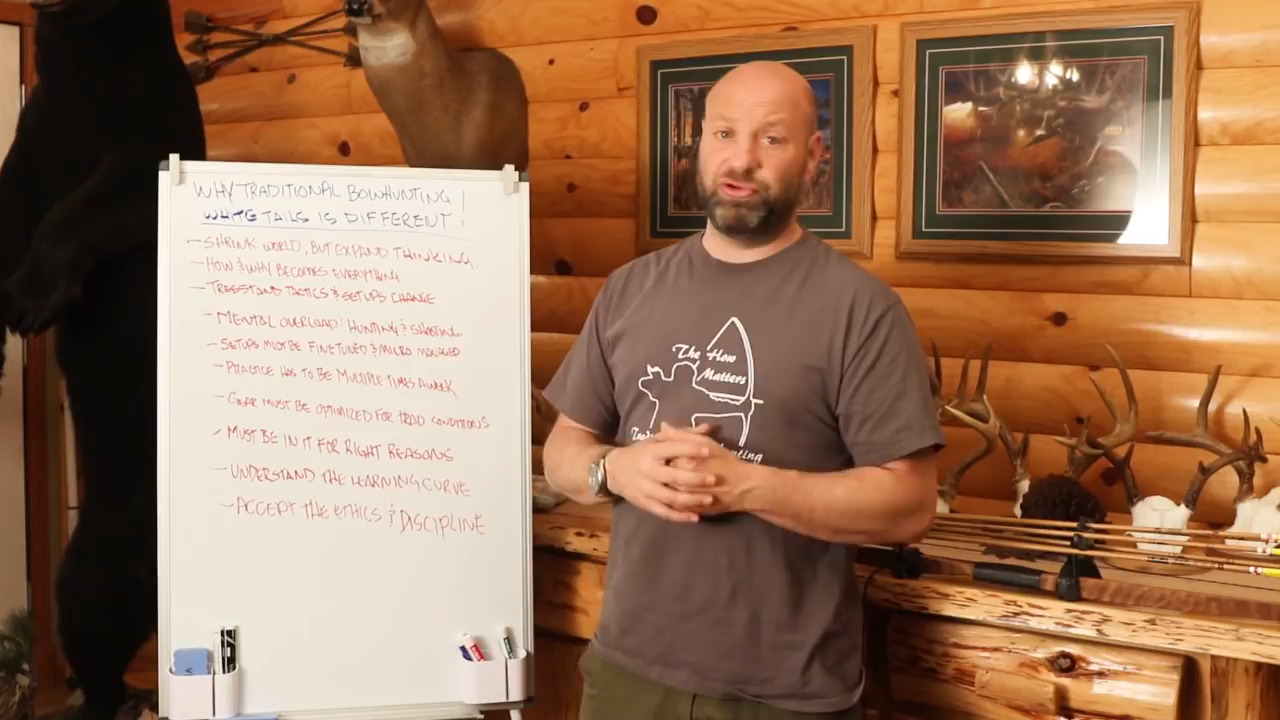 WHY TRADITIONAL BOWHUNTING
WHITE TAILS IS DIFFERENT!
- SHRINK WORLD, BUT EXPAND THINKING.
- HOW & WHY BECOMES EVERYTHING.
- TREESTAND TACTICS & SETUPS CHANGE
- MENTAL OVERLOAD: HUNTING & SHOOTING.
- SETUPS MUST BE FINE TUNED & MICRO MANAGED
- PRACTICE HAS TO BE MULTIPLE TIMES A WEEK
- GEAR MUST BE OPTIMIZED FOR TRAD CONDITIONS
- MUST BE IN IT FOR RIGHT REASONS
- UNDERSTAND THE LEARNING CURVE
- ACCEPT THE ETHICS & DISCIPLINE
The How
Matters